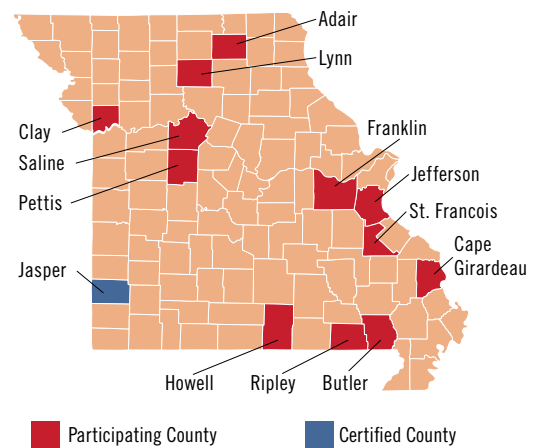 Adair
Lynn
Clay
Saline
Pettis
Franklin
Jefferson
St. Francois
Cape
Girardeau
Jasper
Howell
Ripley
Butler
Participating County
Certified County